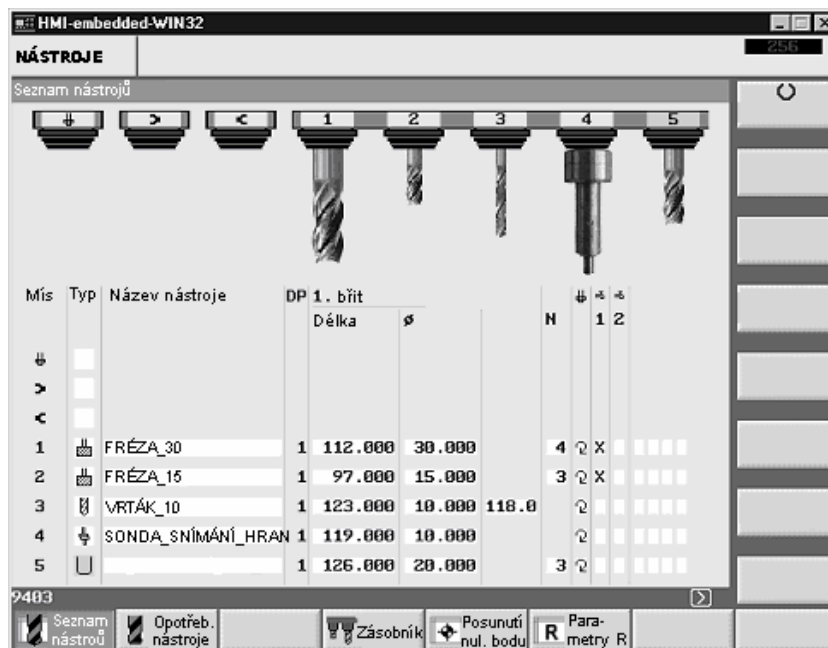 HMI-embedded-WIN32
256
NÁSTROJE
Seznam nástrojů
1 2 3 4 5
Mís Typ Název nástroje DP 1. břit
Délka ø N 1 2
1 FRÉZA_30 1 112.000 30.000 4 X
2 FRÉZA_15 1 97.000 15.000 3 X
3 VRTÁK_10 1 123.000 10.000 118.0
4 SONDA_SNÍMÁNÍ_HRAN 1 119.000 10.000
5 1 126.000 20.000 3
9403
Seznam nástroů
Opotřeb. nástroje
Zásobník
Posunutí nul. bodu
R Para-
metry R